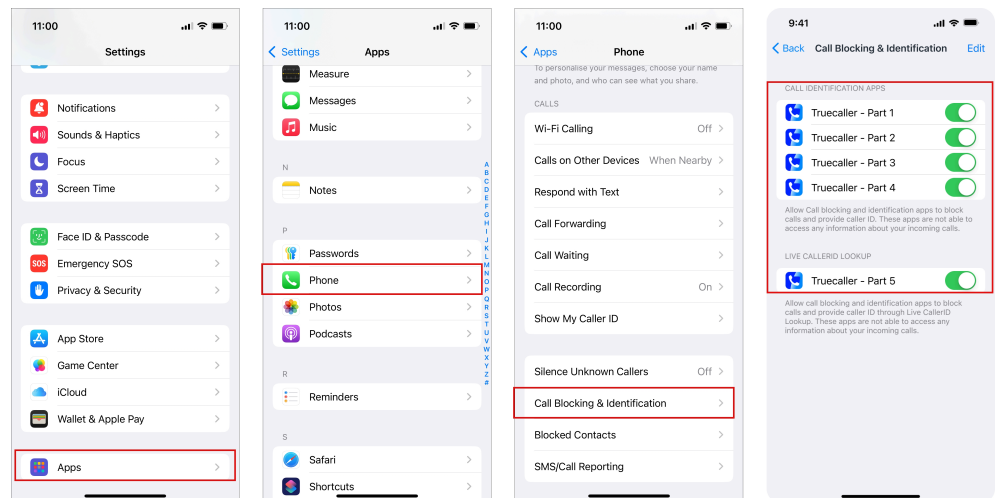 11:00
Settings
Notifications
Sounds & Haptics
Focus
Screen Time
Face ID & Passcode
SOS
Emergency SOS
Privacy & Security
App Store
Game Center
iCloud
Wallet & Apple Pay
Apps
11:00
Settings
Apps
Measure
Messages
Music
N
Notes
P
Passwords
Phone
Photos
Podcasts
R
Reminders
S
Safari
Shortcuts
A
B
C
D
E
F
G
H
I
J
K
L
M
N
O
P
Q
R
S
T
U
V
W
X
Y
Z
#
11:00
Apps
Phone
To personalise your messages, choose your name
and photo, and who can see what you share.
CALLS
Wi-Fi Calling Off
Calls on Other Devices When Nearby
Respond with Text
Call Forwarding
Call Waiting
Call Recording On
Show My Caller ID
Silence Unknown Callers Off
Call Blocking & Identification
Blocked Contacts
SMS/Call Reporting
9:41
Back Call Blocking & Identification Edit
CALL IDENTIFICATION APPS
Truecaller - Part 1
Truecaller - Part 2
Truecaller - Part 3
Truecaller - Part 4
Allow Call blocking and identification apps to block
calls and provide caller ID. These apps are not able to
access any information about your incoming calls.
LIVE CALLERID LOOKUP
Truecaller - Part 5
Allow call blocking and identification apps to block
calls and provide caller ID through Live CallerID
Lookup. These apps are not able to access any
information about your incoming calls.